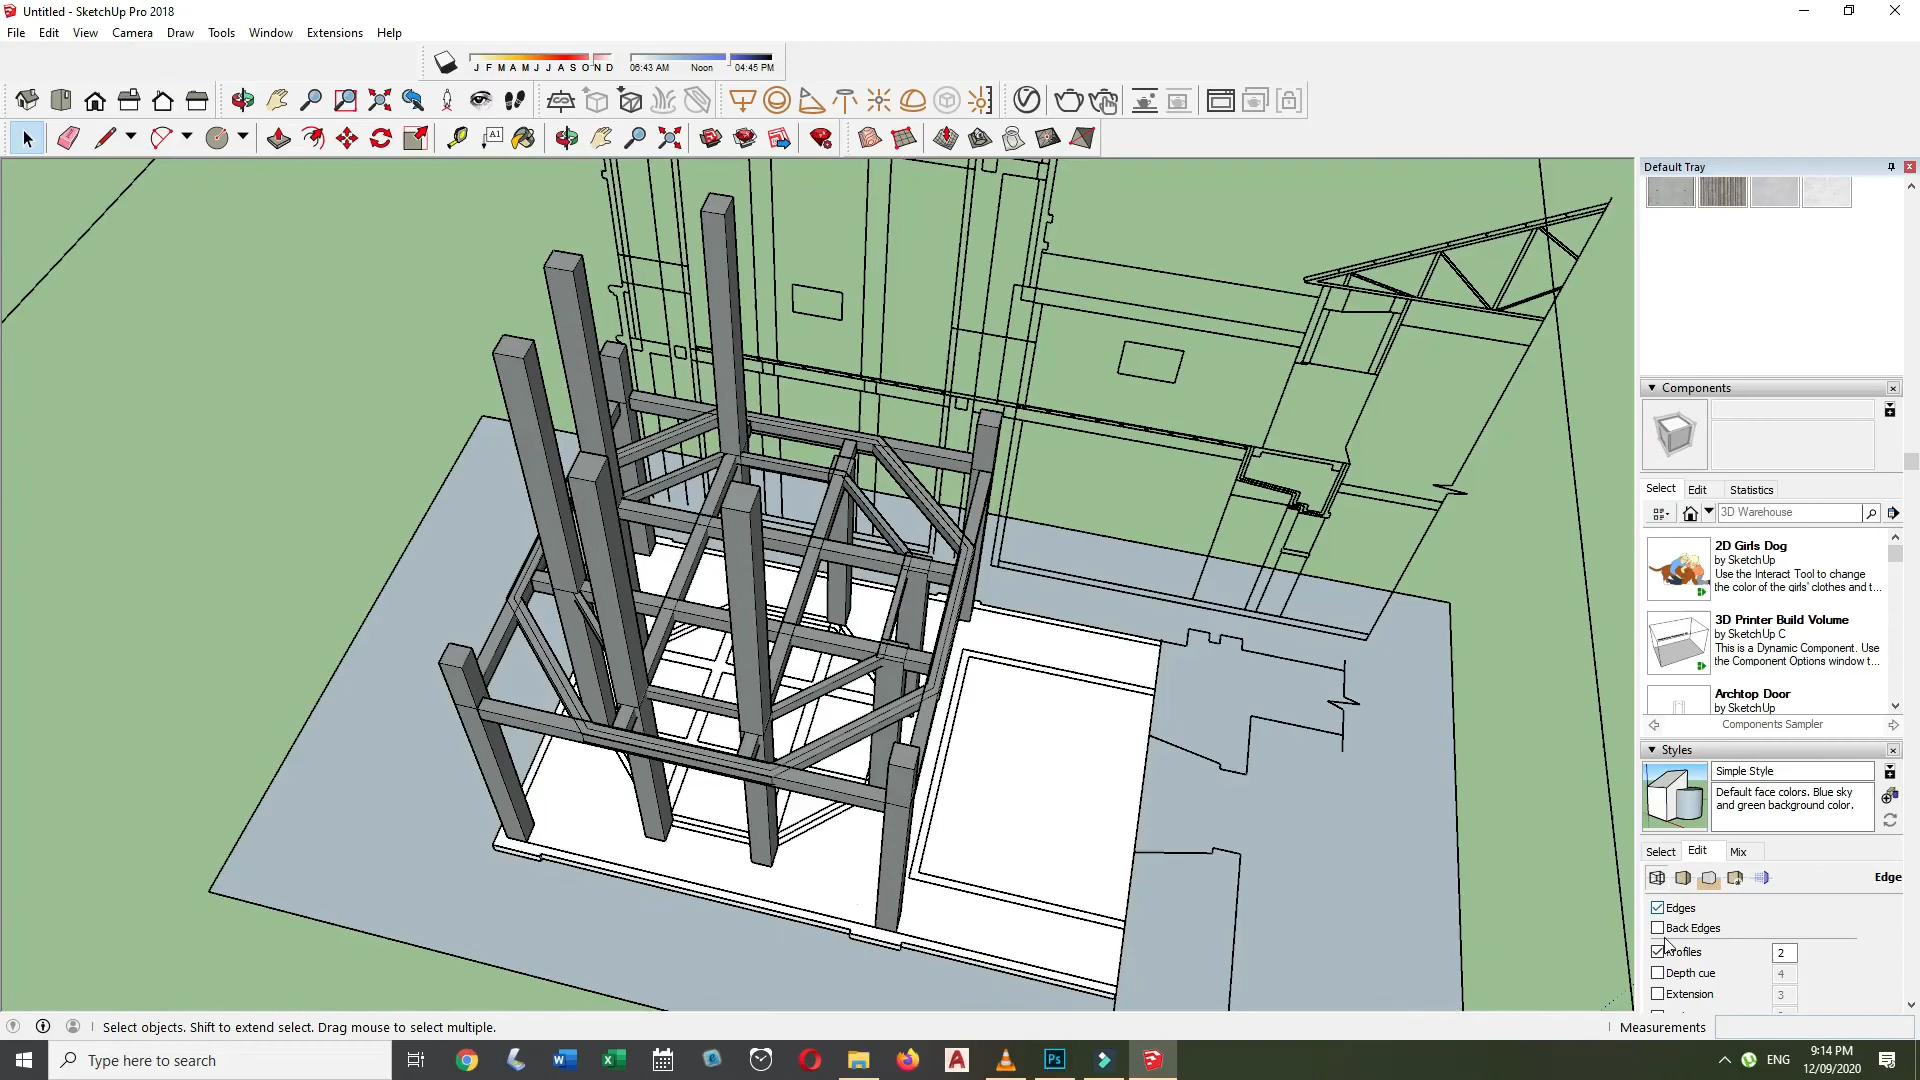 Untitled - SketchUp Pro 2018
File Edit View Camera Draw Tools Window Extensions Help
J F M A M J J A S O N D 06:43 AM Noon 04:45 PM
A1
Default Tray
Components
Select Edit Statistics
3D Warehouse
2D Girls Dog
by SketchUp
Use the Interact Tool to change
the color of the girls' clothes and t...
3D Printer Build Volume
by SketchUp C
This is a Dynamic Component. Use
the Component Options window t...
Archtop Door
by SketchUp
Components Sampler
Styles
Simple Style
Default face colors. Blue sky
and green background color.
Select Edit Mix
Edge
Edges
Back Edges
Profiles 2
Depth cue 4
Extension 3
Select objects. Shift to extend select. Drag mouse to select multiple.
Measurements
Type here to search
ENG
9:14 PM
12/09/2020